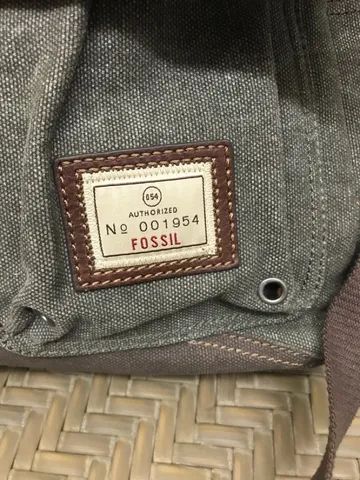 054
AUTHORIZED
Nº 001954
FOSSIL